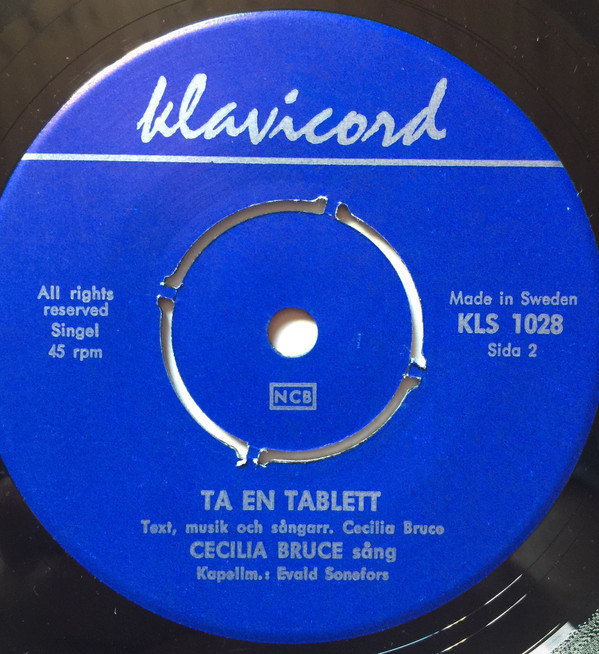 klavicord
All rights
reserved
Singel
45 rpm
Made in Sweden
KLS 1028
Sida 2
NCB
TA EN TABLETT
Text, musik och sångarr. Cecilia Bruce
CECILIA BRUCE sång
Kapellm.: Evald Sonefors